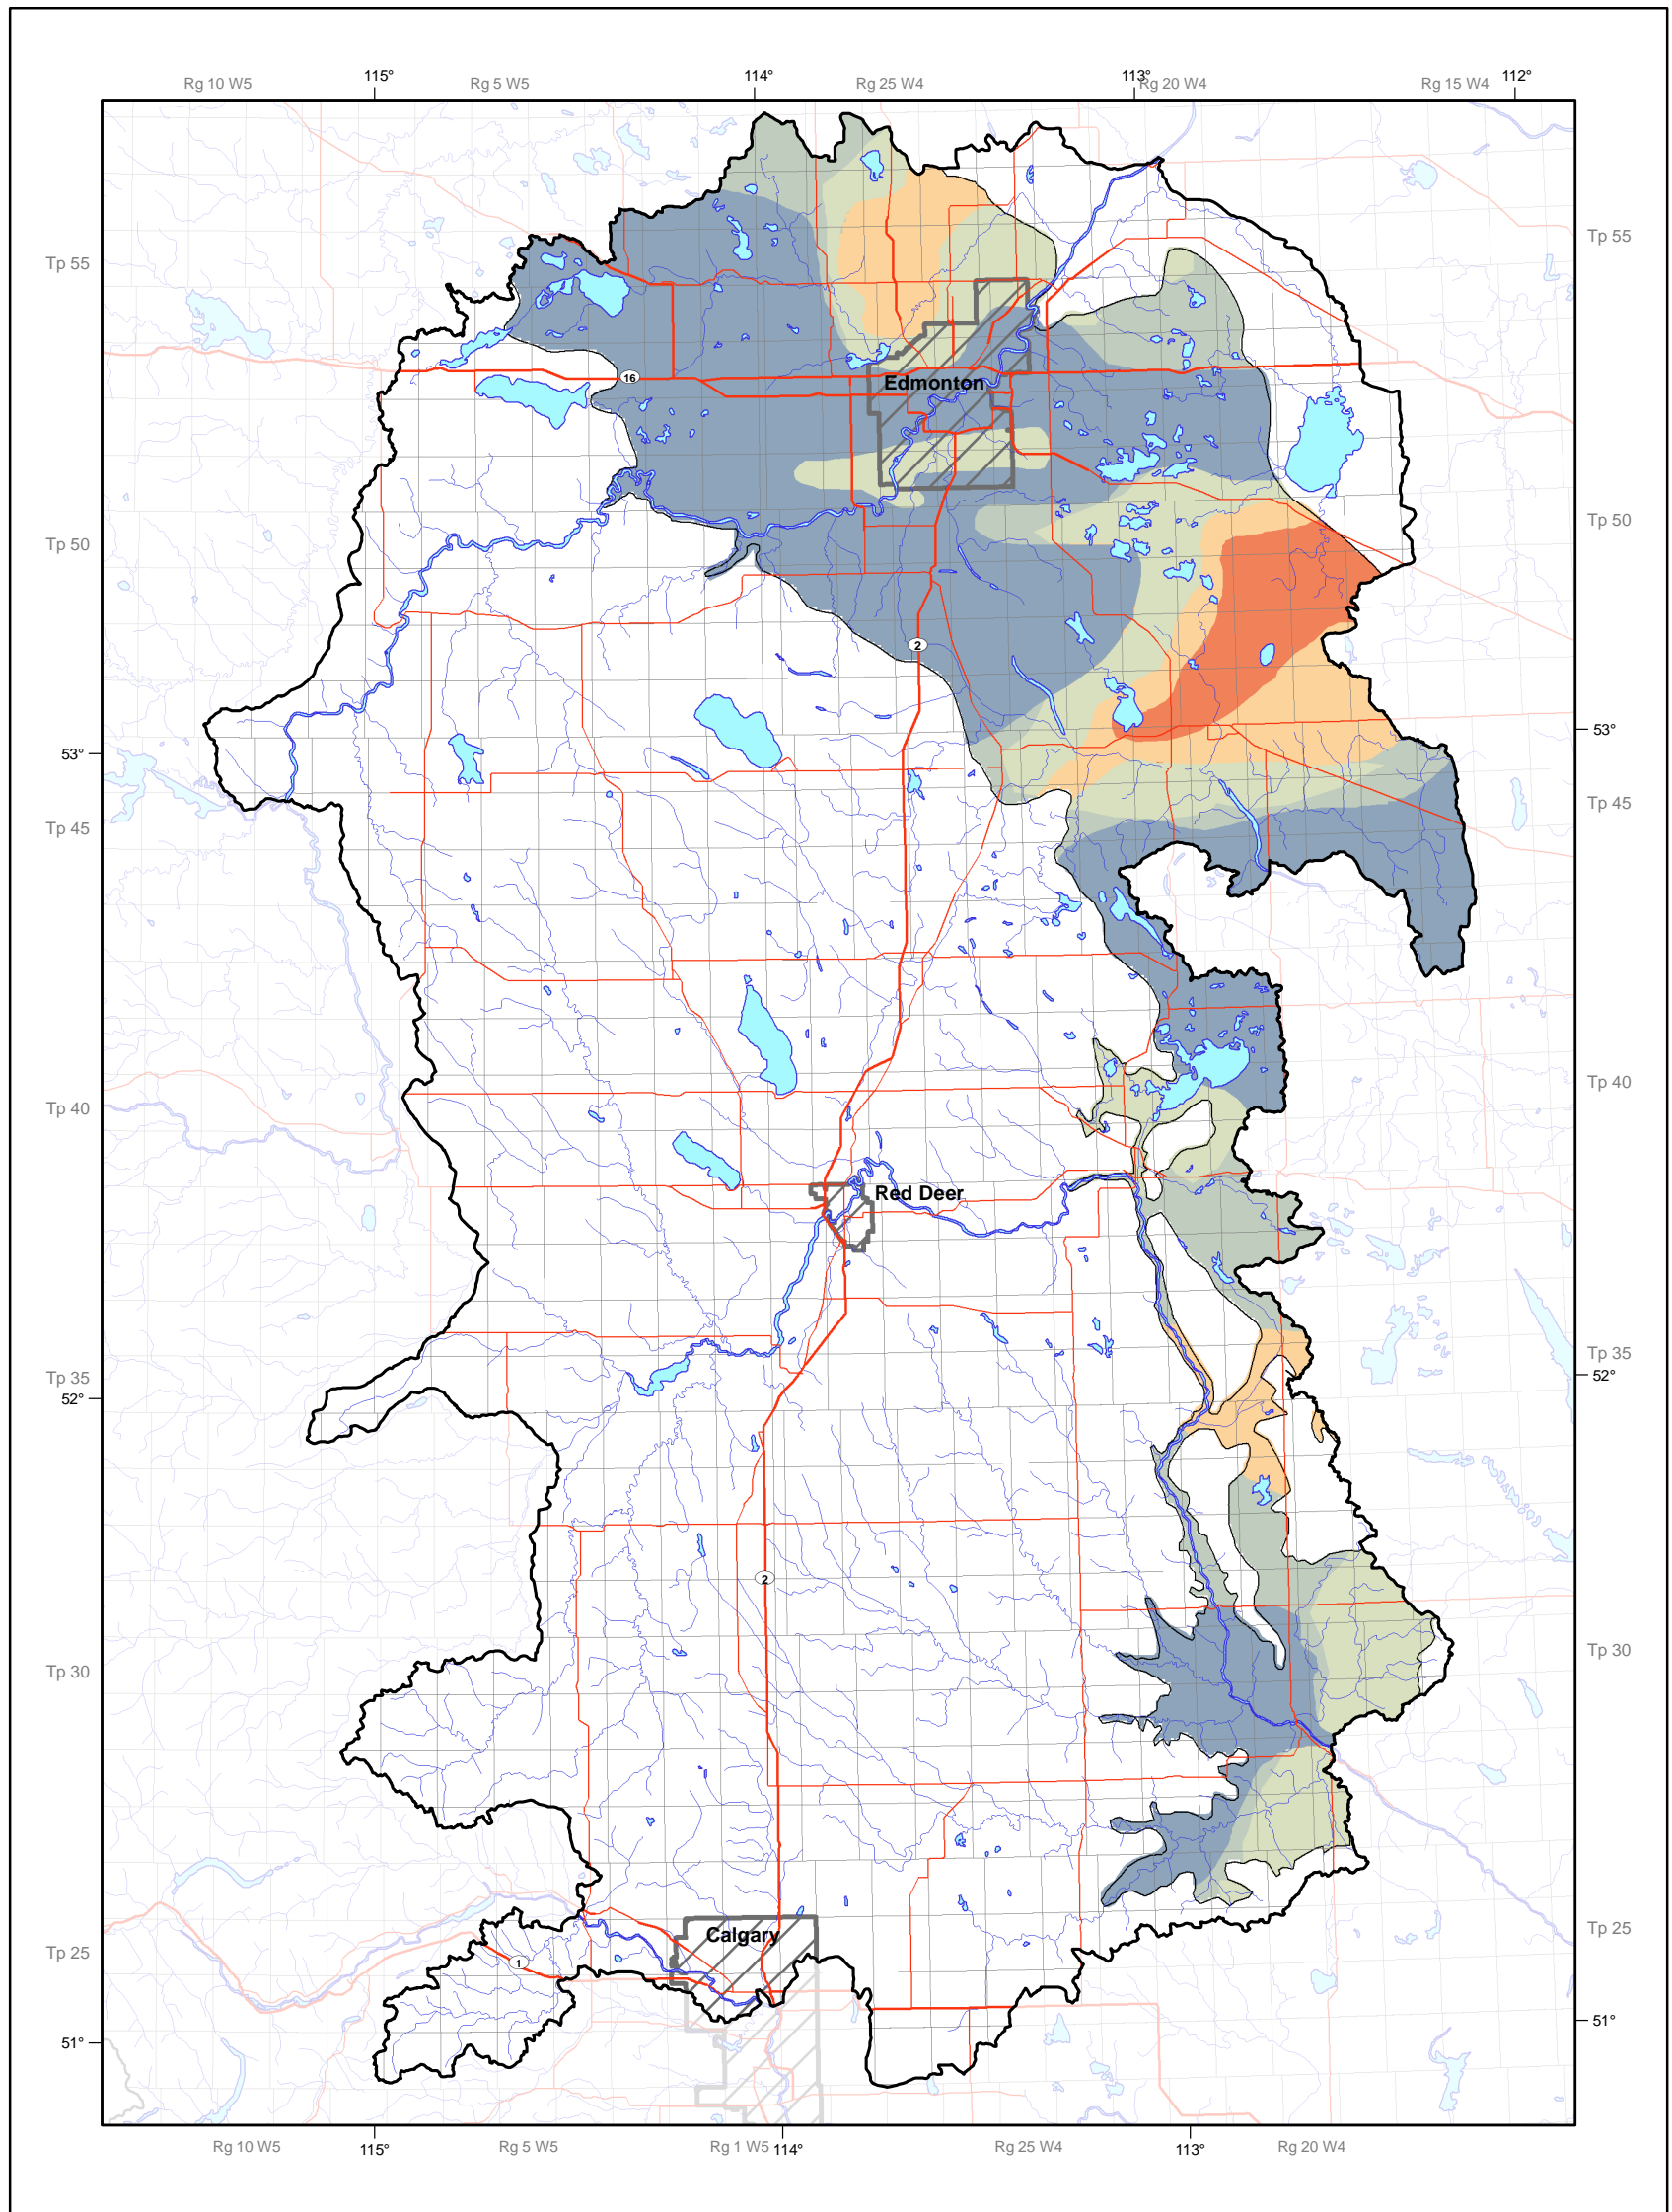 115° 114° 113° 112°
Rg 10 W5 Rg 5 W5 Rg 25 W4 Rg 20 W4 Rg 15 W4
Tp 55 Tp 55
16
Edmonton
Tp 50 Tp 50
2
53° 53°
Tp 45 Tp 45
Tp 40 Tp 40
Red Deer
Tp 35 Tp 35
52° 52°
2
Tp 30 Tp 30
Tp 25 Tp 25
Calgary
1
51° 51°
Rg 10 W5 115° Rg 5 W5 Rg 1 W5 114° Rg 25 W4 113° Rg 20 W4